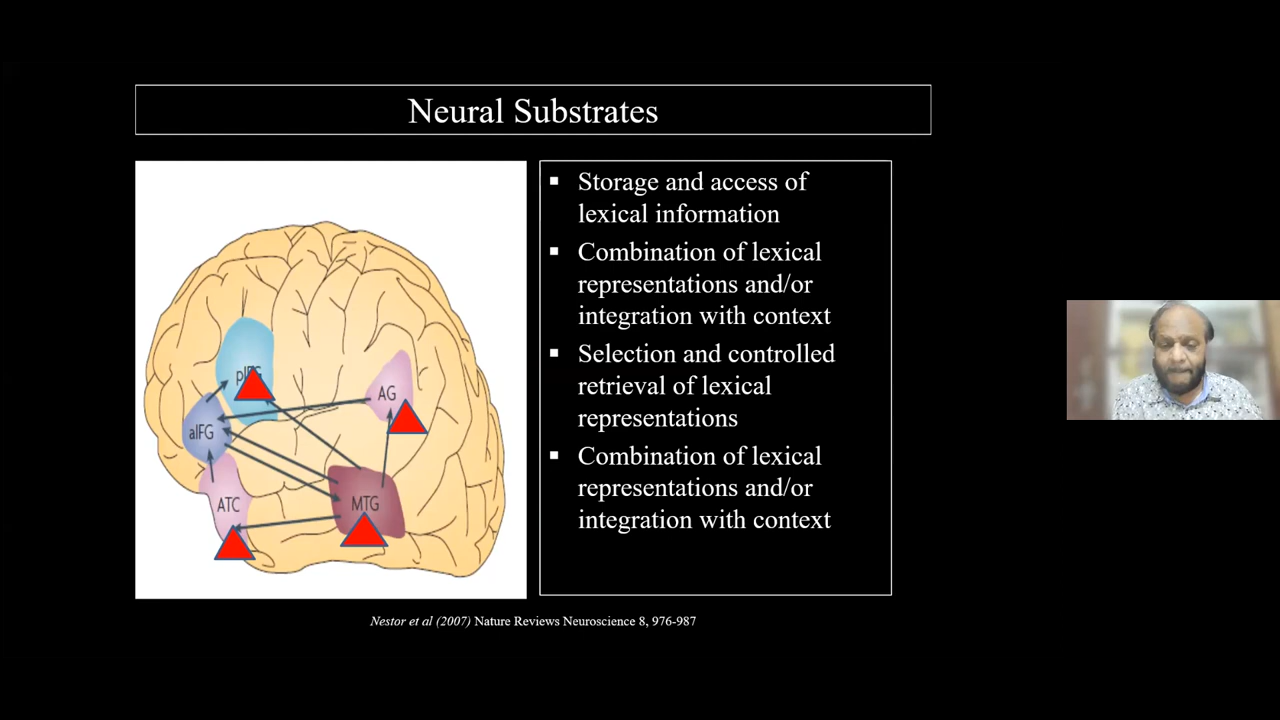 Neural Substrates
▪ Storage and access of
lexical information
▪ Combination of lexical
representations and/or
integration with context
▪ Selection and controlled
retrieval of lexical
representations
▪ Combination of lexical
representations and/or
integration with context
AG
aIFG
ATC
MTG
Nestor et al (2007) Nature Reviews Neuroscience 8, 976-987